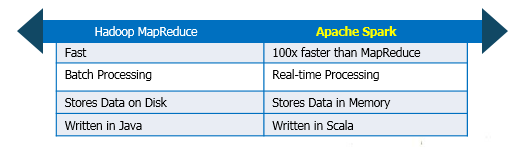 Hadoop MapReduce Apache Spark
Fast 100x faster than MapReduce
Batch Processing Real-time Processing
Stores Data on Disk Stores Data in Memory
Written in Java Written in Scala